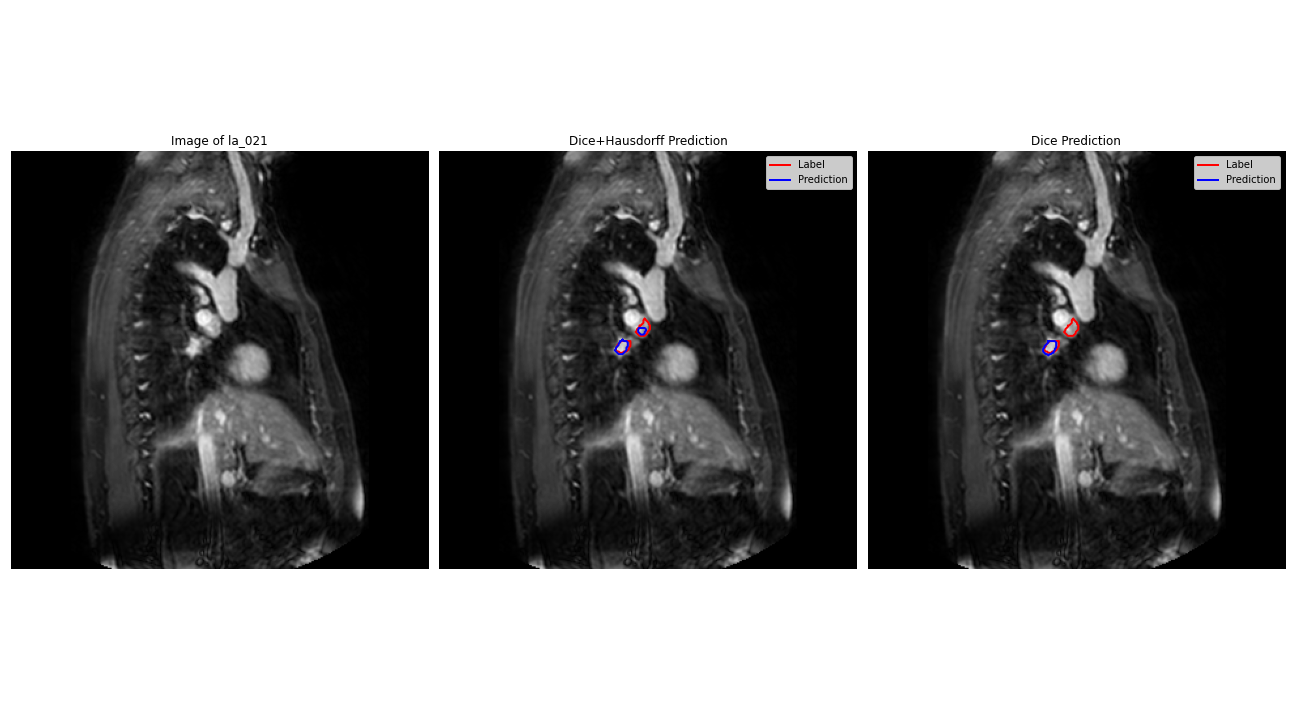 Image of la_021
Dice+Hausdorff Prediction
Label
Prediction
Dice Prediction
Label
Prediction